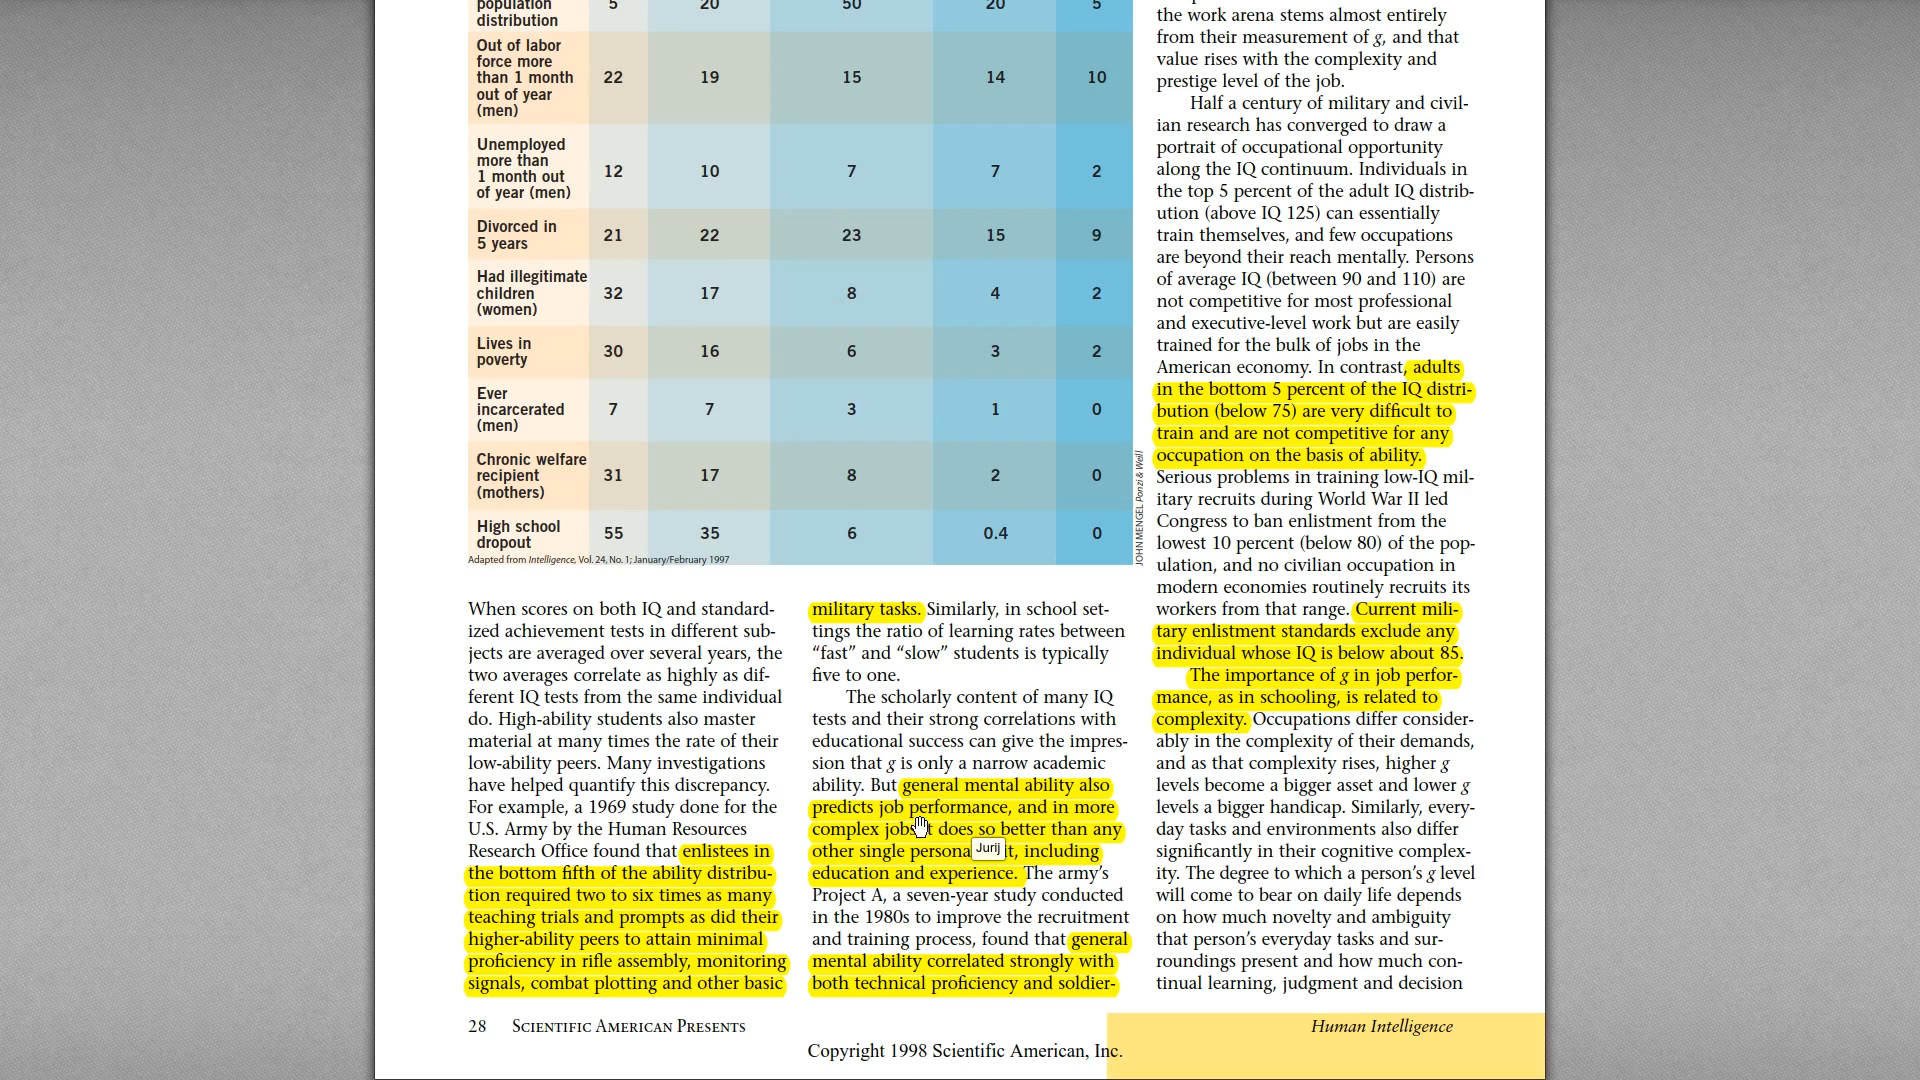 population
distribution
5 20 50 20 5
Out of labor
force more
than 1 month
out of year
(men)
22 19 15 14 10
Unemployed
more than
1 month out
of year (men)
12 10 7 7 2
Divorced in
5 years
21 22 23 15 9
Had illegitimate
children
(women)
32 17 8 4 2
Lives in
poverty
30 16 6 3 2
Ever
incarcerated
(men)
7 7 3 1 0
Chronic welfare
recipient
(mothers)
31 17 8 2 0
High school
dropout
55 35 6 0.4 0
Adapted from Intelligence, Vol. 24, No. 1; January/February 1997
JOHN MENGEL Ponzi & Weill
When scores on both IQ and standard-
ized achievement tests in different sub-
jects are averaged over several years, the
two averages correlate as highly as dif-
ferent IQ tests from the same individual
do. High-ability students also master
material at many times the rate of their
low-ability peers. Many investigations
have helped quantify this discrepancy.
For example, a 1969 study done for the
U.S. Army by the Human Resources
Research Office found that enlistees in
the bottom fifth of the ability distribu-
tion required two to six times as many
teaching trials and prompts as did their
higher-ability peers to attain minimal
proficiency in rifle assembly, monitoring
signals, combat plotting and other basic
military tasks. Similarly, in school set-
tings the ratio of learning rates between
“fast” and “slow” students is typically
five to one.
The scholarly content of many IQ
tests and their strong correlations with
educational success can give the impres-
sion that g is only a narrow academic
ability. But general mental ability also
predicts job performance, and in more
complex jobs does so better than any
other single including
education and experience. The army’s
Project A, a seven-year study conducted
in the 1980s to improve the recruitment
and training process, found that general
mental ability correlated strongly with
both technical proficiency and soldier-
Jurij
the work arena stems almost entirely
from their measurement of g, and that
value rises with the complexity and
prestige level of the job.
Half a century of military and civil-
ian research has converged to draw a
portrait of occupational opportunity
along the IQ continuum. Individuals in
the top 5 percent of the adult IQ distrib-
ution (above IQ 125) can essentially
train themselves, and few occupations
are beyond their reach mentally. Persons
of average IQ (between 90 and 110) are
not competitive for most professional
and executive-level work but are easily
trained for the bulk of jobs in the
American economy. In contrast, adults
in the bottom 5 percent of the IQ distri-
bution (below 75) are very difficult to
train and are not competitive for any
occupation on the basis of ability.
Serious problems in training low-IQ mil-
itary recruits during World War II led
Congress to ban enlistment from the
lowest 10 percent (below 80) of the pop-
ulation, and no civilian occupation in
modern economies routinely recruits its
workers from that range. Current mili-
tary enlistment standards exclude any
individual whose IQ is below about 85.
The importance of g in job perfor-
mance, as in schooling, is related to
complexity. Occupations differ consider-
ably in the complexity of their demands,
and as that complexity rises, higher g
levels become a bigger asset and lower g
levels a bigger handicap. Similarly, every-
day tasks and environments also differ
significantly in their cognitive complex-
ity. The degree to which a person’s g level
will come to bear on daily life depends
on how much novelty and ambiguity
that person’s everyday tasks and sur-
roundings present and how much con-
tinual learning, judgment and decision
28 SCIENTIFIC AMERICAN PRESENTS
Human Intelligence
Copyright 1998 Scientific American, Inc.